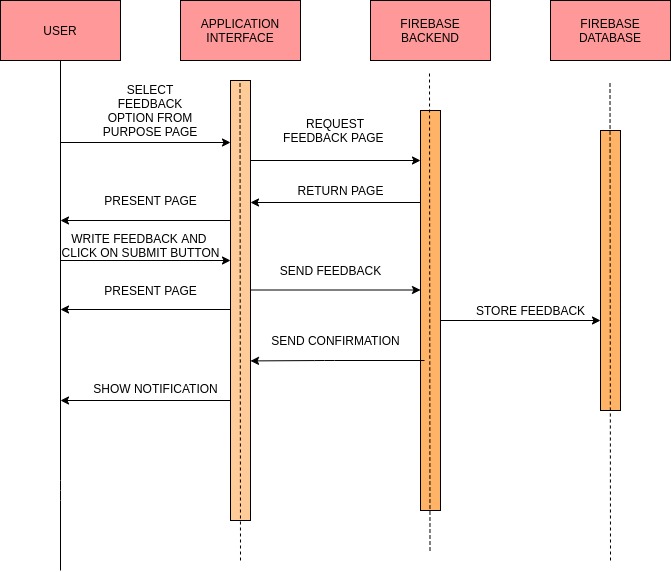 USER
APPLICATION
INTERFACE
FIREBASE
BACKEND
FIREBASE
DATABASE
SELECT
FEEDBACK
OPTION FROM
PURPOSE PAGE
REQUEST
FEEDBACK PAGE
RETURN PAGE
PRESENT PAGE
WRITE FEEDBACK AND
CLICK ON SUBMIT BUTTON
SEND FEEDBACK
PRESENT PAGE
STORE FEEDBACK
SEND CONFIRMATION
SHOW NOTIFICATION